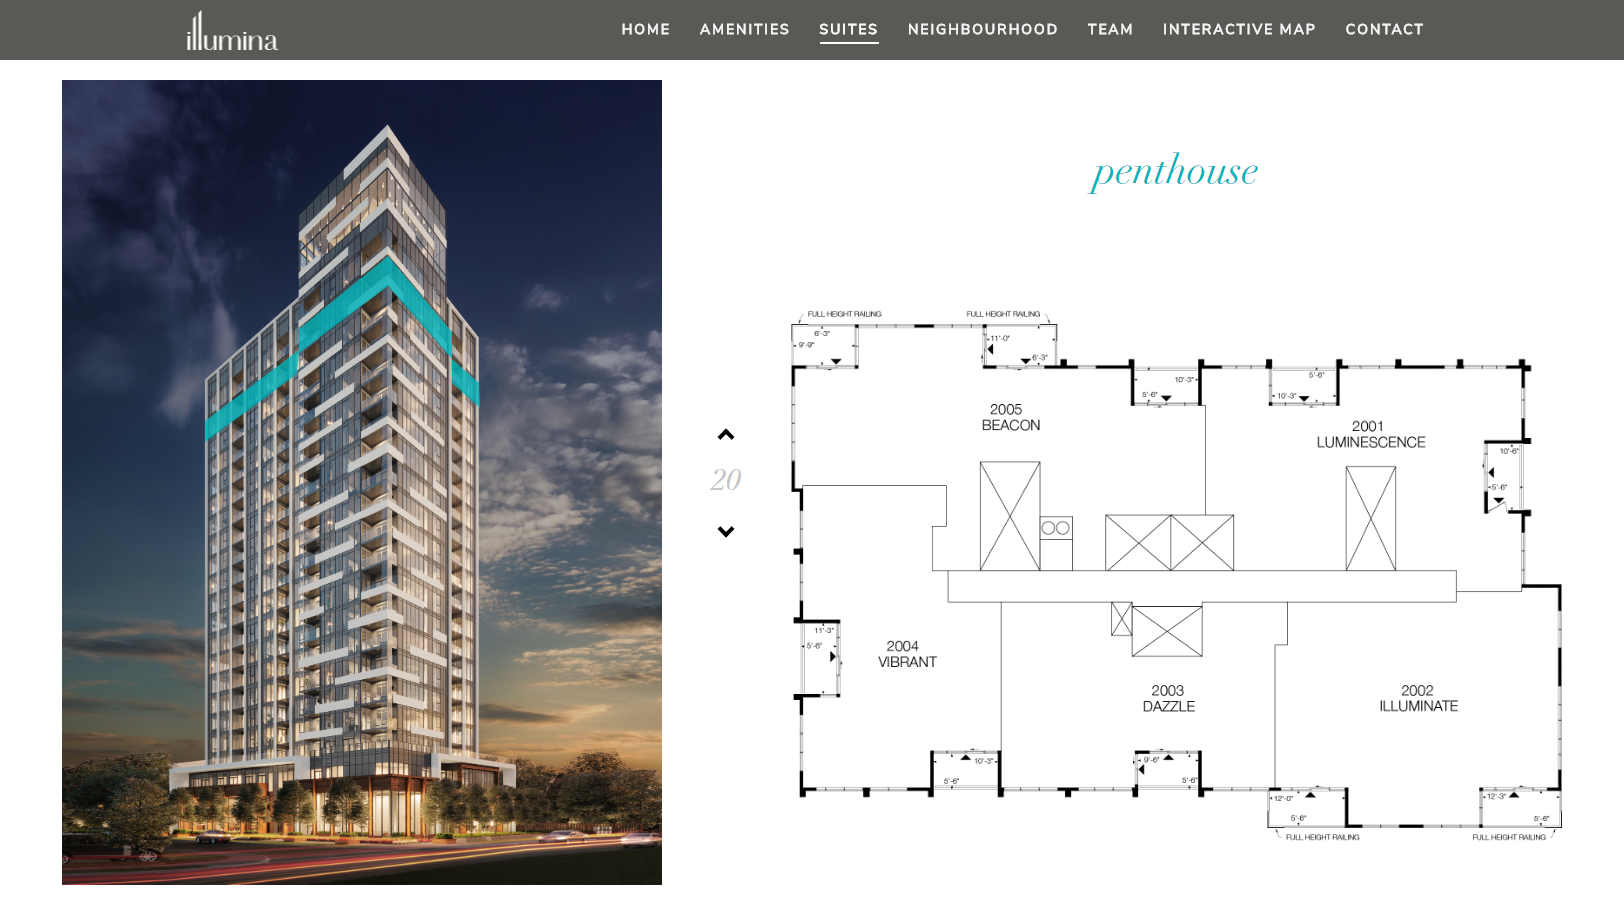 illumina
HOME AMENITIES SUITES NEIGHBOURHOOD TEAM INTERACTIVE MAP CONTACT
penthouse
20
FULL HEIGHT RAILING FULL HEIGHT RAILING
6'-3"
9'-9"
11'-0"
6'-3"
10'-3"
5'-6"
5'-6"
10'-3"
2005
BEACON
2001
LUMINESCENCE
10'-6"
5'-6"
11'-3"
5'-6"
2004
VIBRANT
2003
DAZZLE
2002
ILLUMINATE
10'-3"
5'-6"
9'-6"
5'-6"
12'-0"
5'-6"
12'-3"
5'-6"
FULL HEIGHT RAILING FULL HEIGHT RAILING